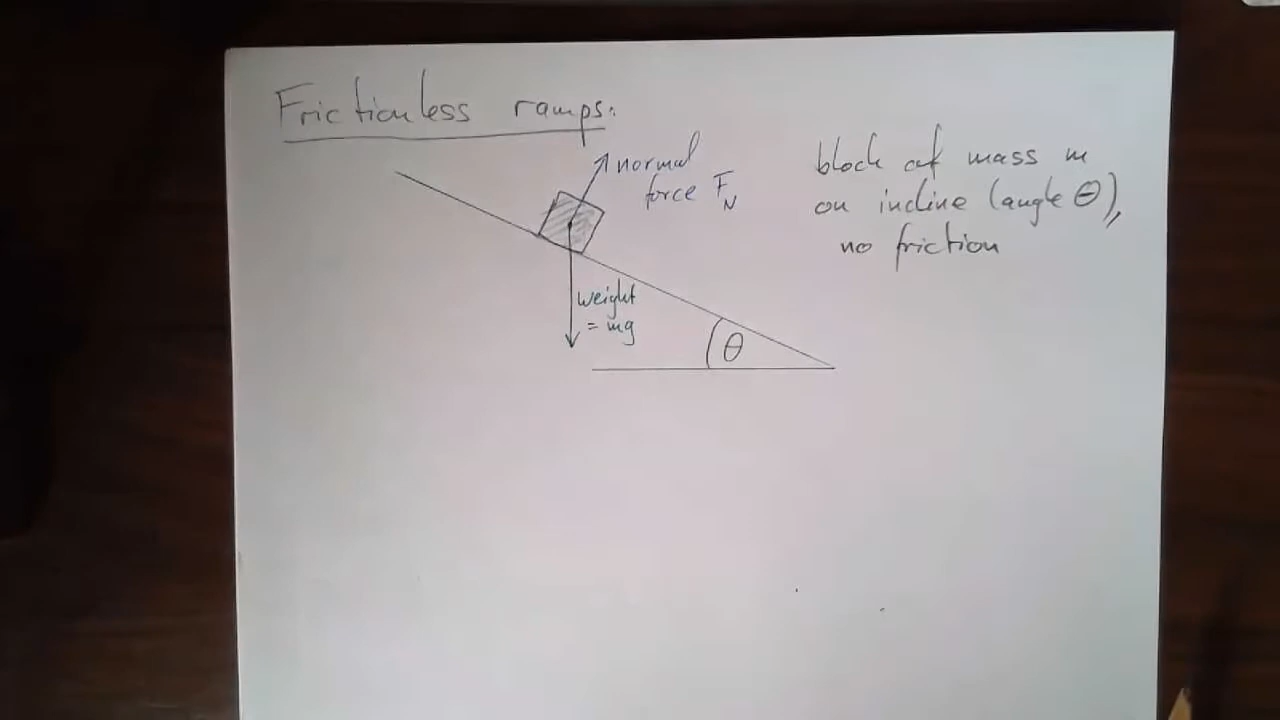 Frictionless ramps:
normal
force F_N
block of mass m
on incline (angle θ),
no friction
weight
= mg
θ